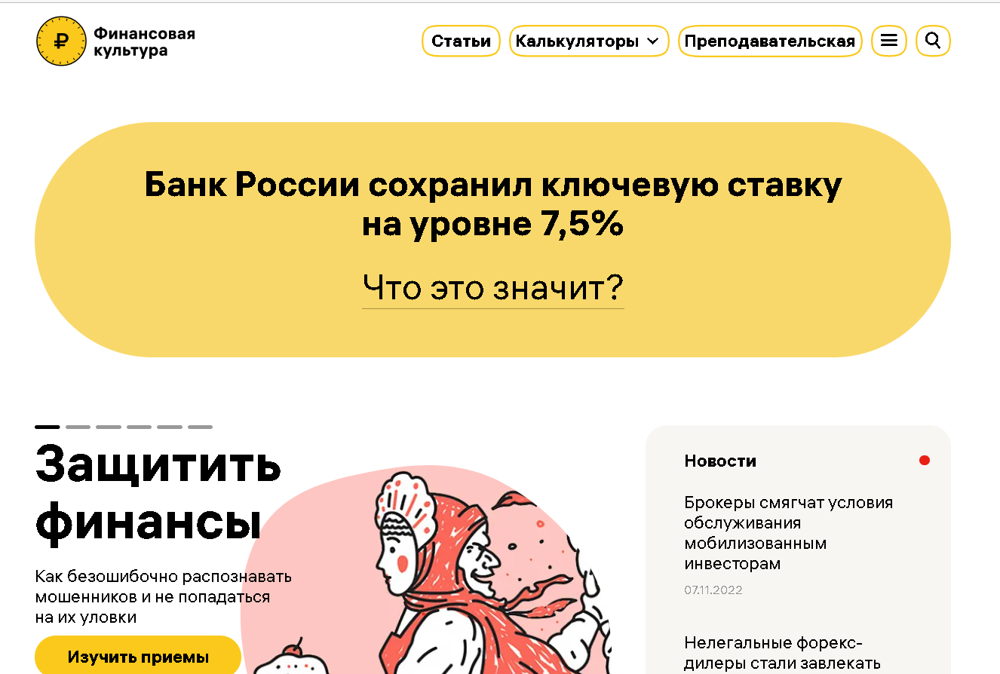 Финансовая
культура
Статьи
Калькуляторы
Преподавательская
Банк России сохранил ключевую ставку
на уровне 7,5%
Что это значит?
Защитить
финансы
Как безошибочно распознавать
мошенников и не попадаться
на их уловки
Изучить приемы
Новости
Брокеры смягчат условия
обслуживания
мобилизованным
инвесторам
07.11.2022
Нелегальные форекс-
дилеры стали завлекать